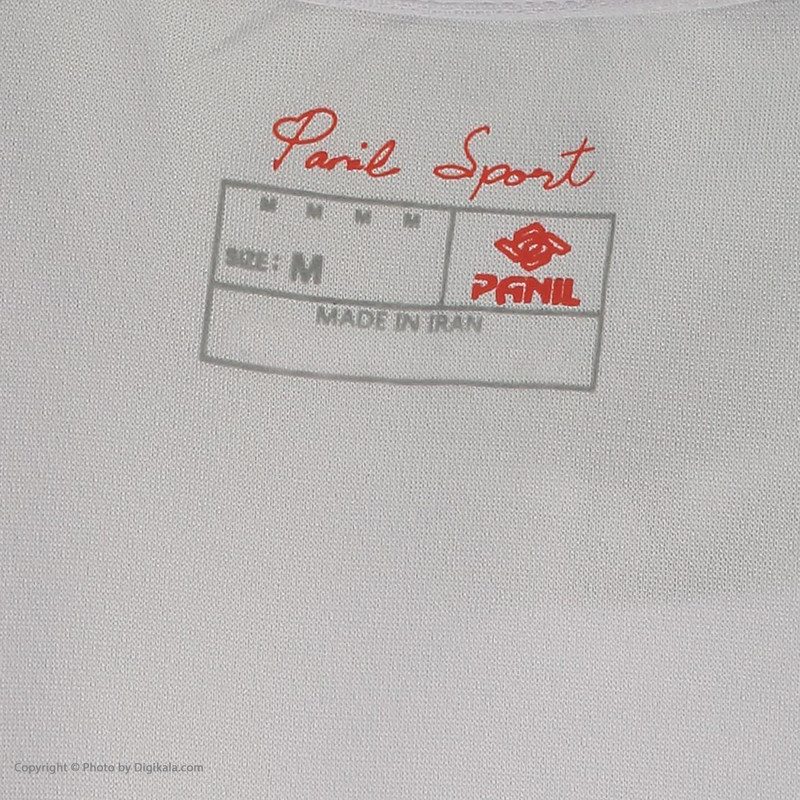 Panil Sport
M M M M
SIZE: M
PANIL
MADE IN IRAN
Copyright © Photo by Digikala.com